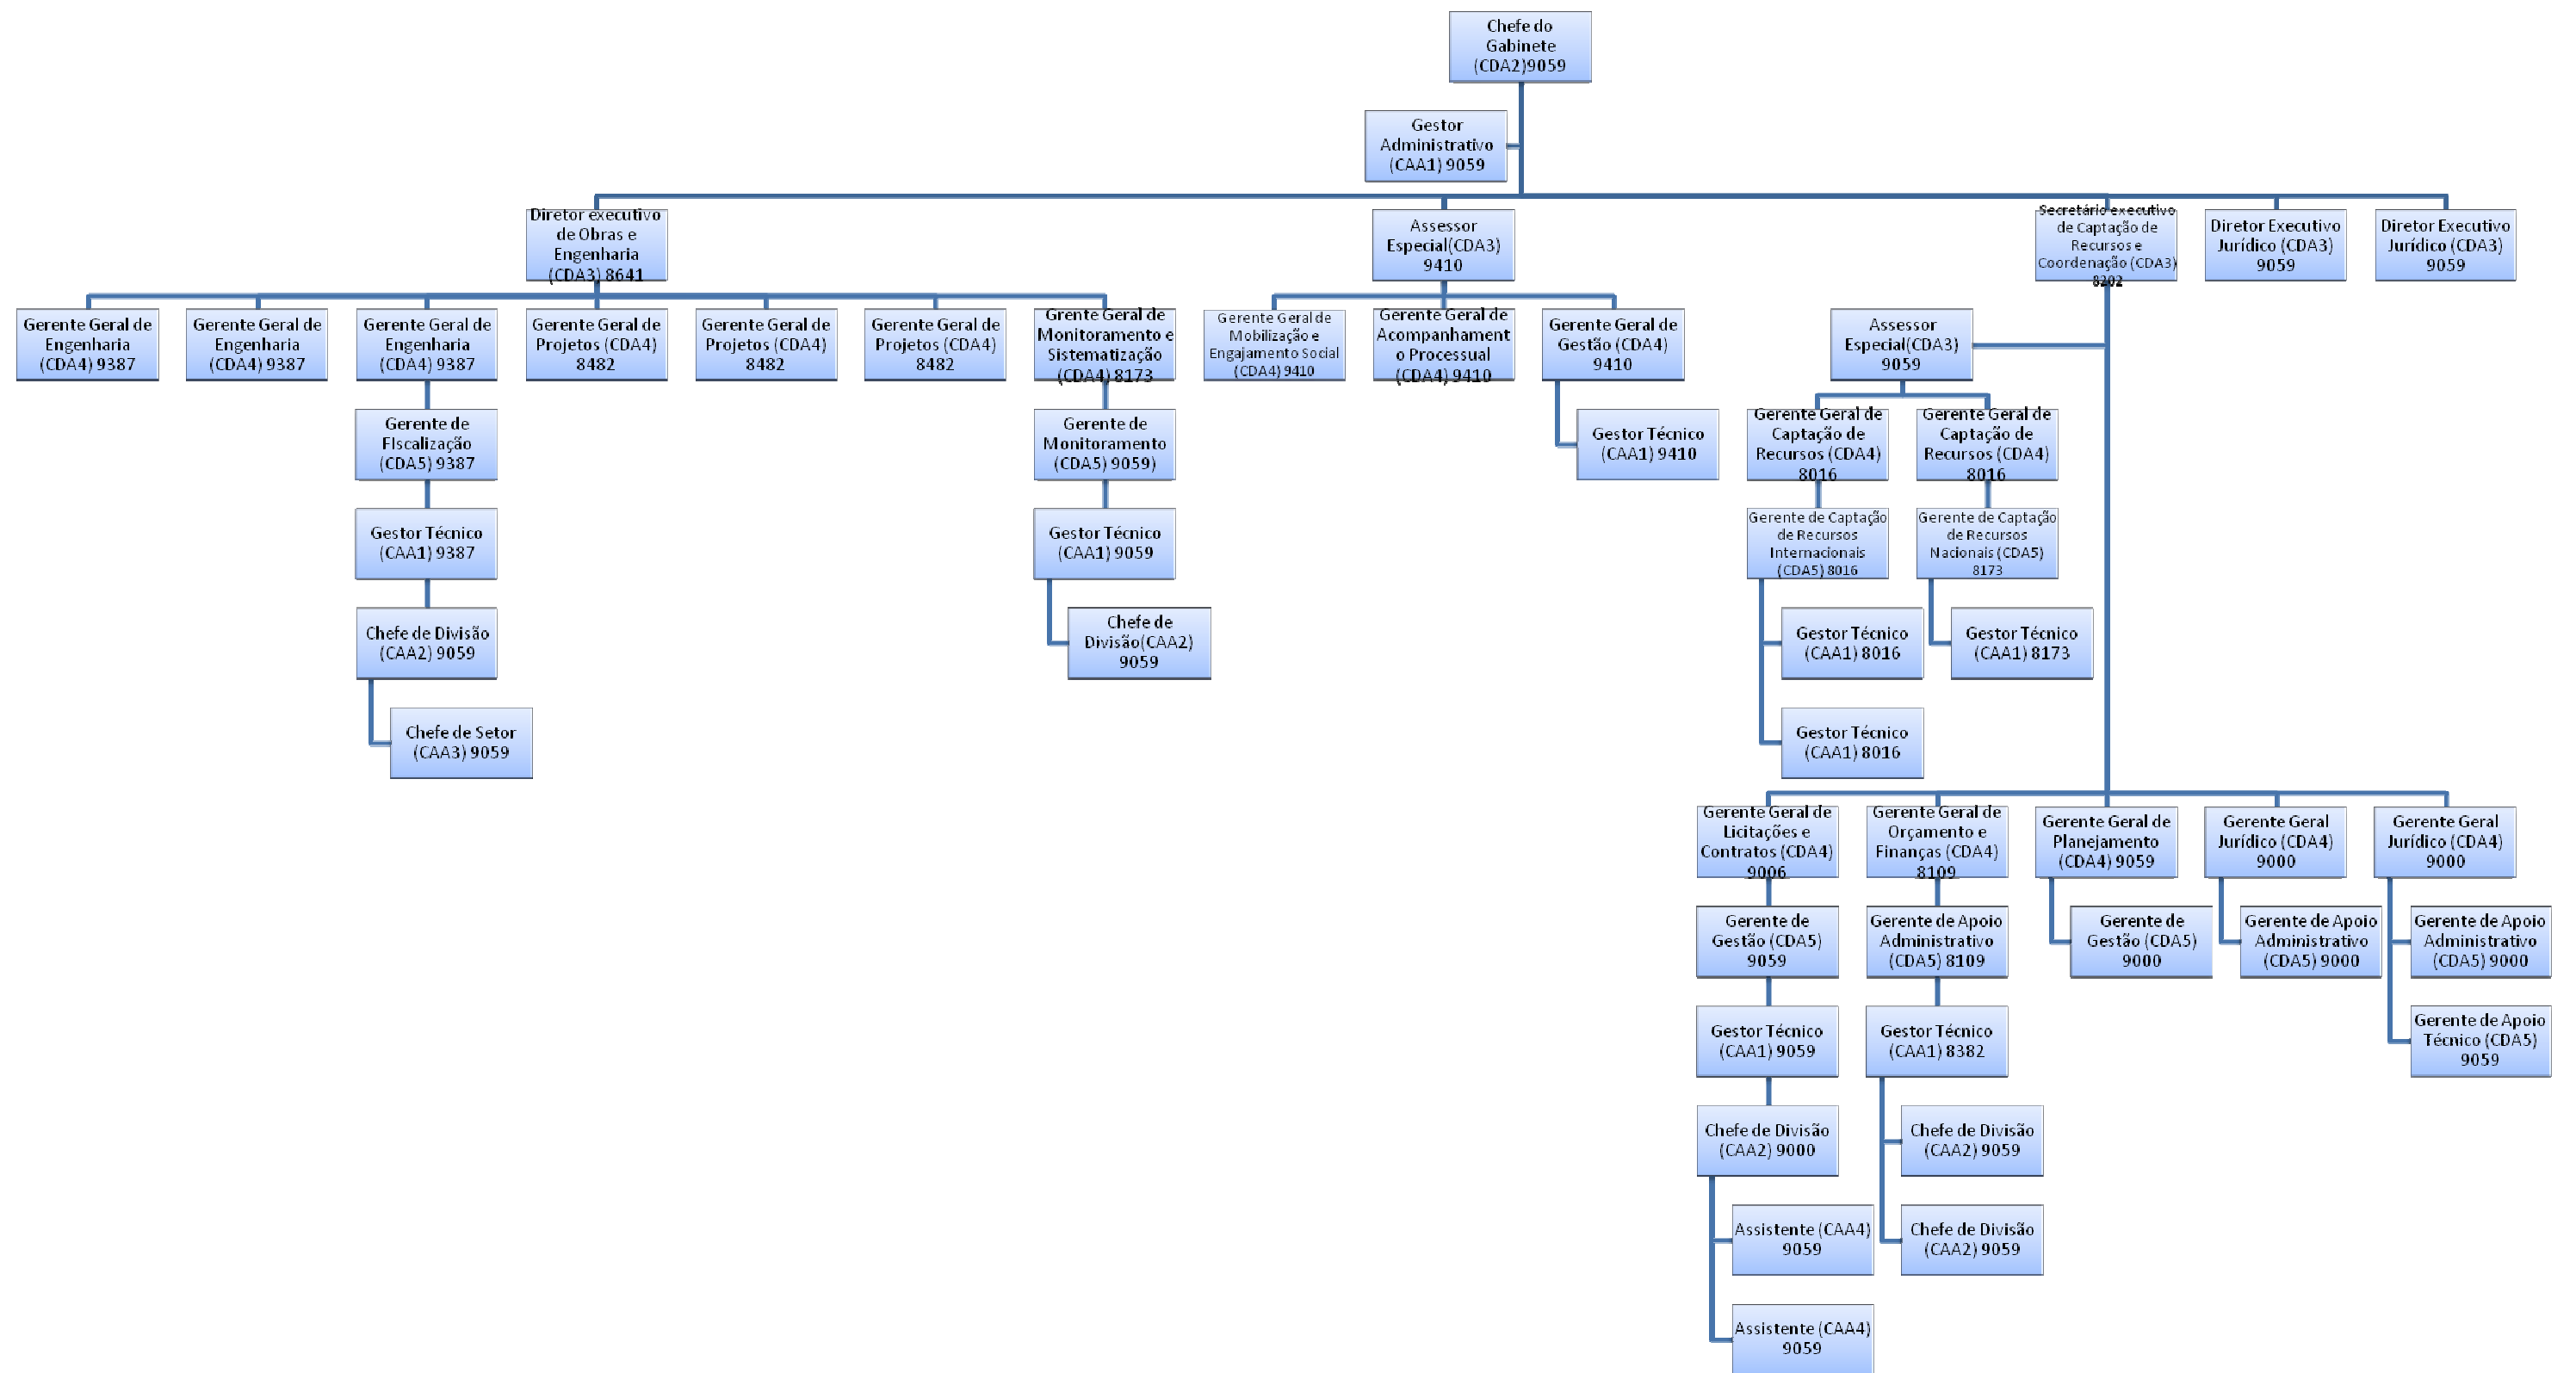 Chefe do
Gabinete
(CDA2)9059
Gestor
Administrativo
(CAA1) 9059
Diretor executivo
de Obras e
Engenharia
(CDA3) 8641
Assessor
Especial(CDA3)
9410
Secretário executivo
de Captação de
Recursos e
Coordenação (CDA3)
8202
Diretor Executivo
Jurídico (CDA3)
9059
Diretor Executivo
Jurídico (CDA3)
9059
Gerente Geral de
Engenharia
(CDA4) 9387
Gerente Geral de
Engenharia
(CDA4) 9387
Gerente Geral de
Engenharia
(CDA4) 9387
Gerente Geral de
Projetos (CDA4)
8482
Gerente Geral de
Projetos (CDA4)
8482
Gerente Geral de
Projetos (CDA4)
8482
Grente Geral de
Monitoramento e
Sistematização
(CDA4) 8173
Gerente Geral de
Mobilização e
Engajamento Social
(CDA4) 9410
Gerente Geral de
Acompanhament
o Processual
(CDA4) 9410
Gerente Geral de
Gestão (CDA4)
9410
Assessor
Especial(CDA3)
9059
Gerente de
FIscalização
(CDA5) 9387
Gerente de
Monitoramento
(CDA5) 9059)
Gestor Técnico
(CAA1) 9410
Gerente Geral de
Captação de
Recursos (CDA4)
8016
Gerente Geral de
Captação de
Recursos (CDA4)
8016
Gestor Técnico
(CAA1) 9387
Gestor Técnico
(CAA1) 9059
Gerente de Captação
de Recursos
Internacionais
(CDA5) 8016
Gerente de Captação
de Recursos
Nacionais (CDA5)
8173
Chefe de Divisão
(CAA2) 9059
Chefe de
Divisão(CAA2)
9059
Gestor Técnico
(CAA1) 8016
Gestor Técnico
(CAA1) 8173
Chefe de Setor
(CAA3) 9059
Gestor Técnico
(CAA1) 8016
Gerente Geral de
Licitações e
Contratos (CDA4)
9006
Gerente Geral de
Orçamento e
Finanças (CDA4)
8109
Gerente Geral de
Planejamento
(CDA4) 9059
Gerente Geral
Jurídico (CDA4)
9000
Gerente Geral
Jurídico (CDA4)
9000
Gerente de
Gestão (CDA5)
9059
Gerente de Apoio
Administrativo
(CDA5) 8109
Gerente de
Gestão (CDA5)
9000
Gerente de Apoio
Administrativo
(CDA5) 9000
Gerente de Apoio
Administrativo
(CDA5) 9000
Gestor Técnico
(CAA1) 9059
Gestor Técnico
(CAA1) 8382
Gerente de Apoio
Técnico (CDA5)
9059
Chefe de Divisão
(CAA2) 9000
Chefe de Divisão
(CAA2) 9059
Assistente (CAA4)
9059
Chefe de Divisão
(CAA2) 9059
Assistente (CAA4)
9059